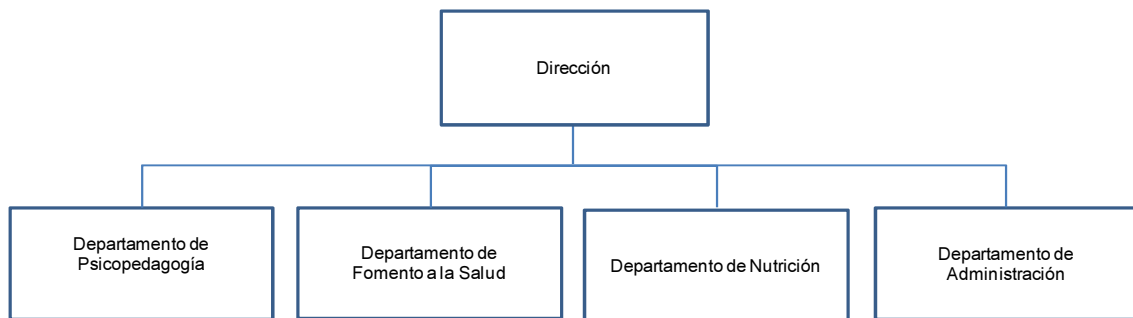 Dirección
Departamento de
Psicopedagogía
Departamento de
Fomento a la Salud
Departamento de Nutrición
Departamento de
Administración